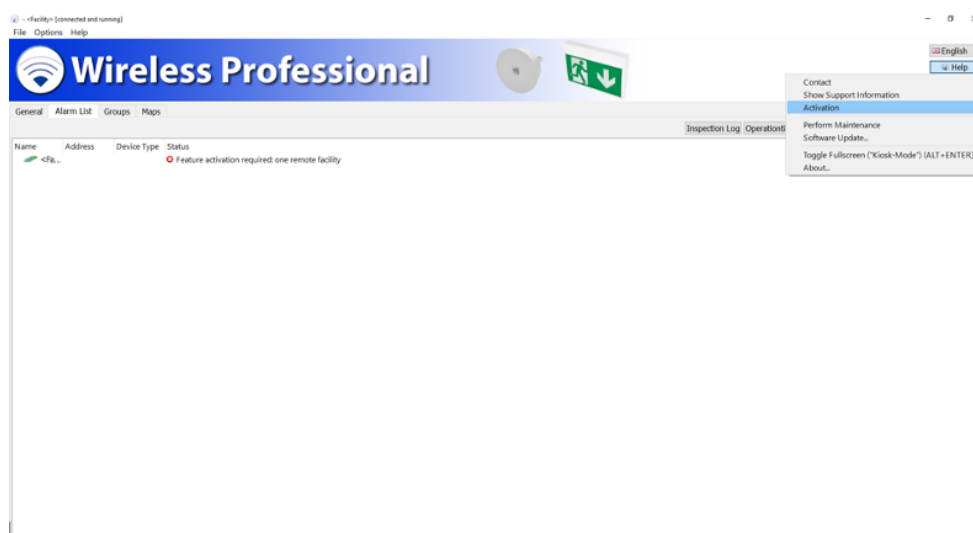 - <Facility> [connected and running]
File Options Help
Wireless Professional
English
Help
Contact
Show Support Information
Activation
Perform Maintenance
Software Update...
Toggle Fullscreen ("Kiosk-Mode") (ALT+ENTER)
About...
General Alarm List Groups Maps
Inspection Log Operationti
Name Address Device Type Status
<Fa... Feature activation required: one remote facility